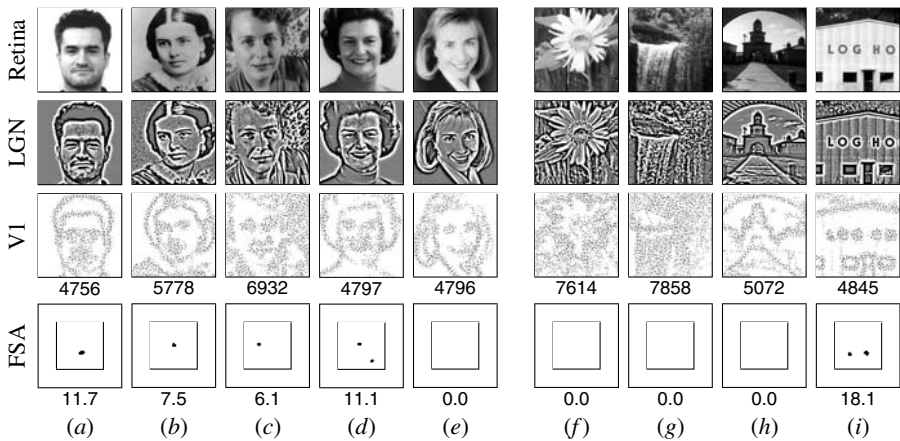 Retina
LOG HO
LGN
LOG HO
V1
4756 5778 6932 4797 4796 7614 7858 5072 4845
FSA
11.7 7.5 6.1 11.1 0.0 0.0 0.0 0.0 18.1
(a) (b) (c) (d) (e) (f) (g) (h) (i)